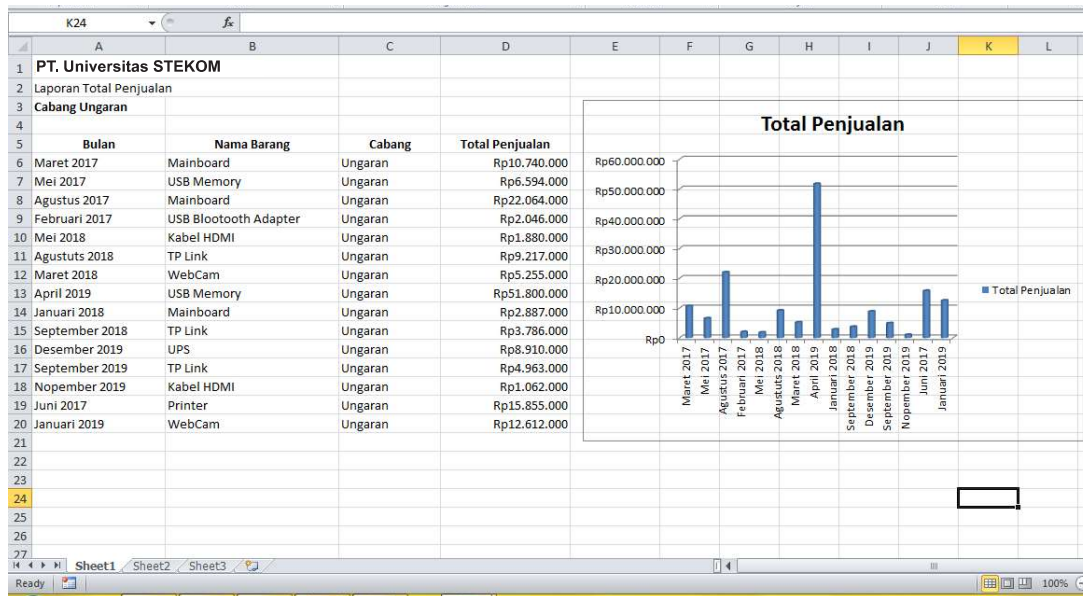 K24 fx
A B C D E F G H I J K L
1 PT. Universitas STEKOM
2 Laporan Total Penjualan
3 Cabang Ungaran
4
5 Bulan Nama Barang Cabang Total Penjualan
6 Maret 2017 Mainboard Ungaran Rp10.740.000
7 Mei 2017 USB Memory Ungaran Rp6.594.000
8 Agustus 2017 Mainboard Ungaran Rp22.064.000
9 Februari 2017 USB Blootooth Adapter Ungaran Rp2.046.000
10 Mei 2018 Kabel HDMI Ungaran Rp1.880.000
11 Agustuts 2018 TP Link Ungaran Rp9.217.000
12 Maret 2018 WebCam Ungaran Rp5.255.000
13 April 2019 USB Memory Ungaran Rp51.800.000
14 Januari 2018 Mainboard Ungaran Rp2.887.000
15 September 2018 TP Link Ungaran Rp3.786.000
16 Desember 2019 UPS Ungaran Rp8.910.000
17 September 2019 TP Link Ungaran Rp4.963.000
18 Nopember 2019 Kabel HDMI Ungaran Rp1.062.000
19 Juni 2017 Printer Ungaran Rp15.855.000
20 Januari 2019 WebCam Ungaran Rp12.612.000
21
22
23
24
25
26
27
Total Penjualan
Rp60.000.000
Rp50.000.000
Rp40.000.000
Rp30.000.000
Rp20.000.000
Rp10.000.000
Rp0
Maret 2017
Mei 2017
Agustus 2017
Februari 2017
Mei 2018
Agustuts 2018
Maret 2018
April 2019
Januari 2018
September 2018
Desember 2019
September 2019
Nopember 2019
Juni 2017
Januari 2019
Total Penjualan
Sheet1 Sheet2 Sheet3
Ready 100%